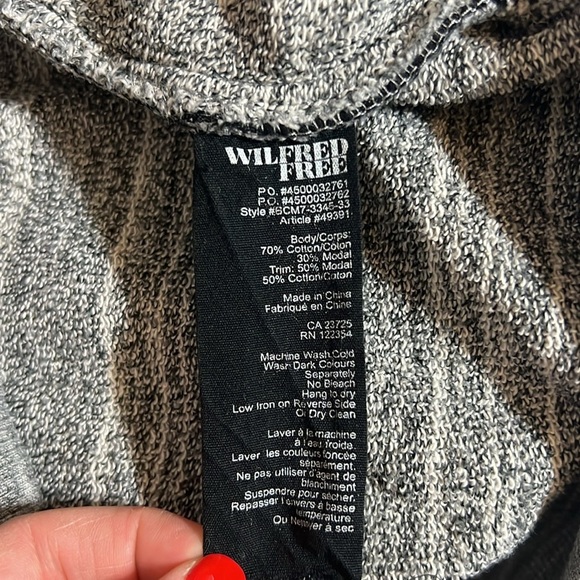 WILFRED
FREE
P.O. #4500032761
P.O. #4500032762
Style #SCM7-3345-33
Article #49391
Body/Corps:
70% Cotton/Coton
30% Modal
Trim: 50% Modal
50% Cotton/Coton
Made in China
Fabriqué en Chine
CA 23725
RN 122354
Machine Wash Cold
Wash Dark Colours
Separately
No Bleach
Hang to dry
Low Iron on Reverse Side
Or Dry Clean
Laver à la machine
à l'eau froide.
Laver les couleurs foncée
séparément.
Ne pas utiliser d'agent de
blanchiment
Suspendre pour sécher.
Repasser l'envers à basse
température.
Ou Nettoyer à sec